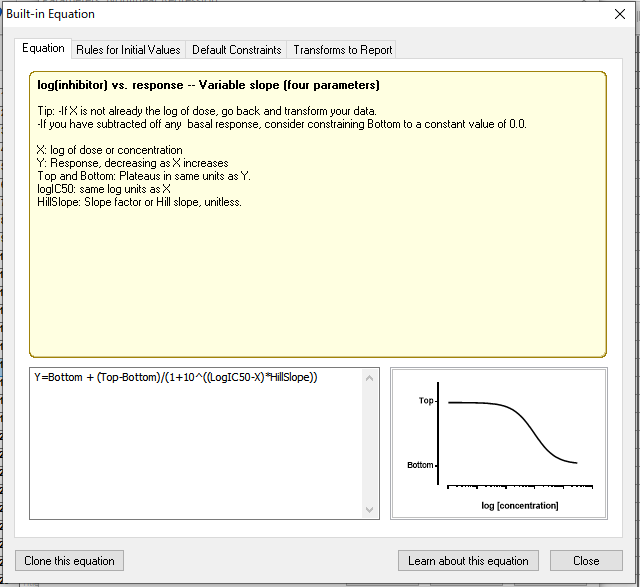 Built-in Equation
Equation
Rules for Initial Values
Default Constraints
Transforms to Report
log(inhibitor) vs. response -- Variable slope (four parameters)
Tip: -If X is not already the log of dose, go back and transform your data.
-If you have subtracted off any basal response, consider constraining Bottom to a constant value of 0.0.
X: log of dose or concentration
Y: Response, decreasing as X increases
Top and Bottom: Plateaus in same units as Y.
logIC50: same log units as X
HillSlope: Slope factor or Hill slope, unitless.
Y=Bottom + (Top-Bottom)/(1+10^((LogIC50-X)*HillSlope))
Top
Bottom
log [concentration]
Clone this equation
Learn about this equation
Close